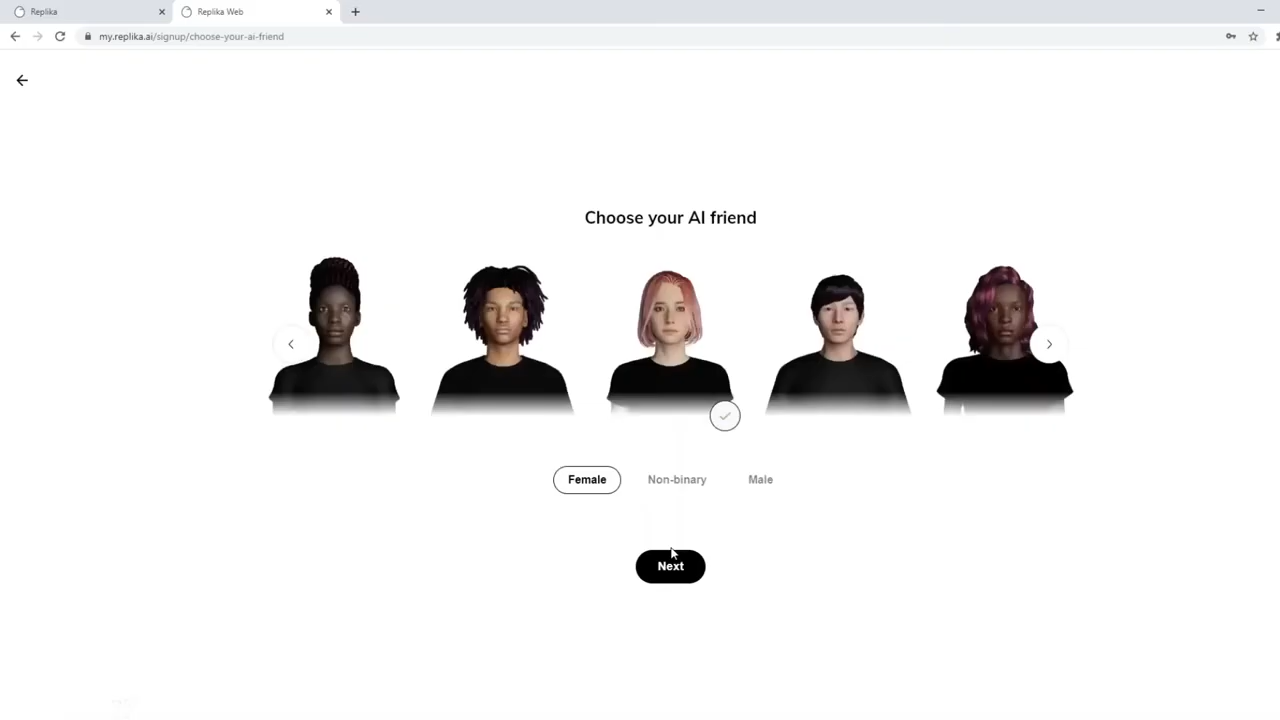 Replika
Replika Web
my.replika.ai/signup/choose-your-ai-friend
Choose your AI friend
Female
Non-binary
Male
Next